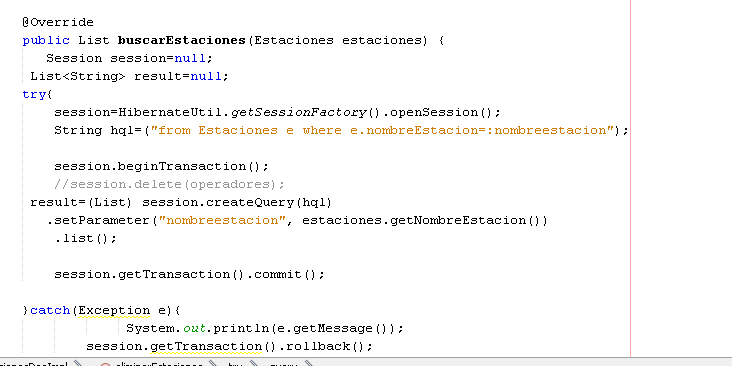 @Override
public List buscarEstaciones(Estaciones estaciones) {
Session session=null;
List<String> result=null;
try{
session=HibernateUtil.getSessionFactory().openSession();
String hql=("from Estaciones e where e.nombreEstacion=:nombreestacion");
session.beginTransaction();
//session.delete(operadores);
result=(List) session.createQuery(hql)
.setParameter("nombreestacion", estaciones.getNombreEstacion())
.list();
session.getTransaction().commit();
}catch(Exception e){
System.out.println(e.getMessage());
session.getTransaction().rollback();